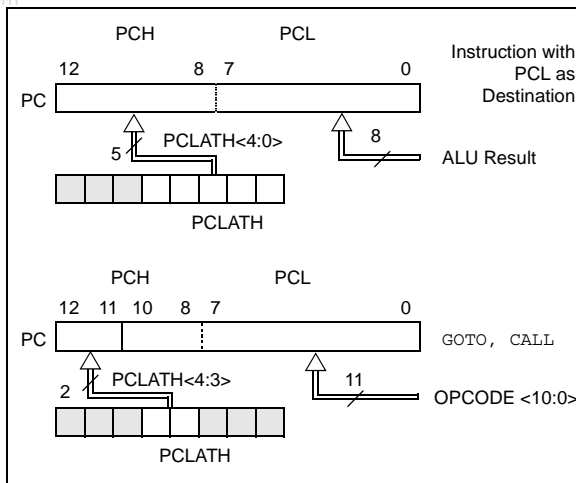 PCH PCL
12 8 7 0
Instruction with
PCL as
Destination
PC
5 PCLATH<4:0> 8
ALU Result
PCLATH
PCH PCL
12 11 10 8 7 0
PC GOTO, CALL
2 PCLATH<4:3> 11
OPCODE <10:0>
PCLATH